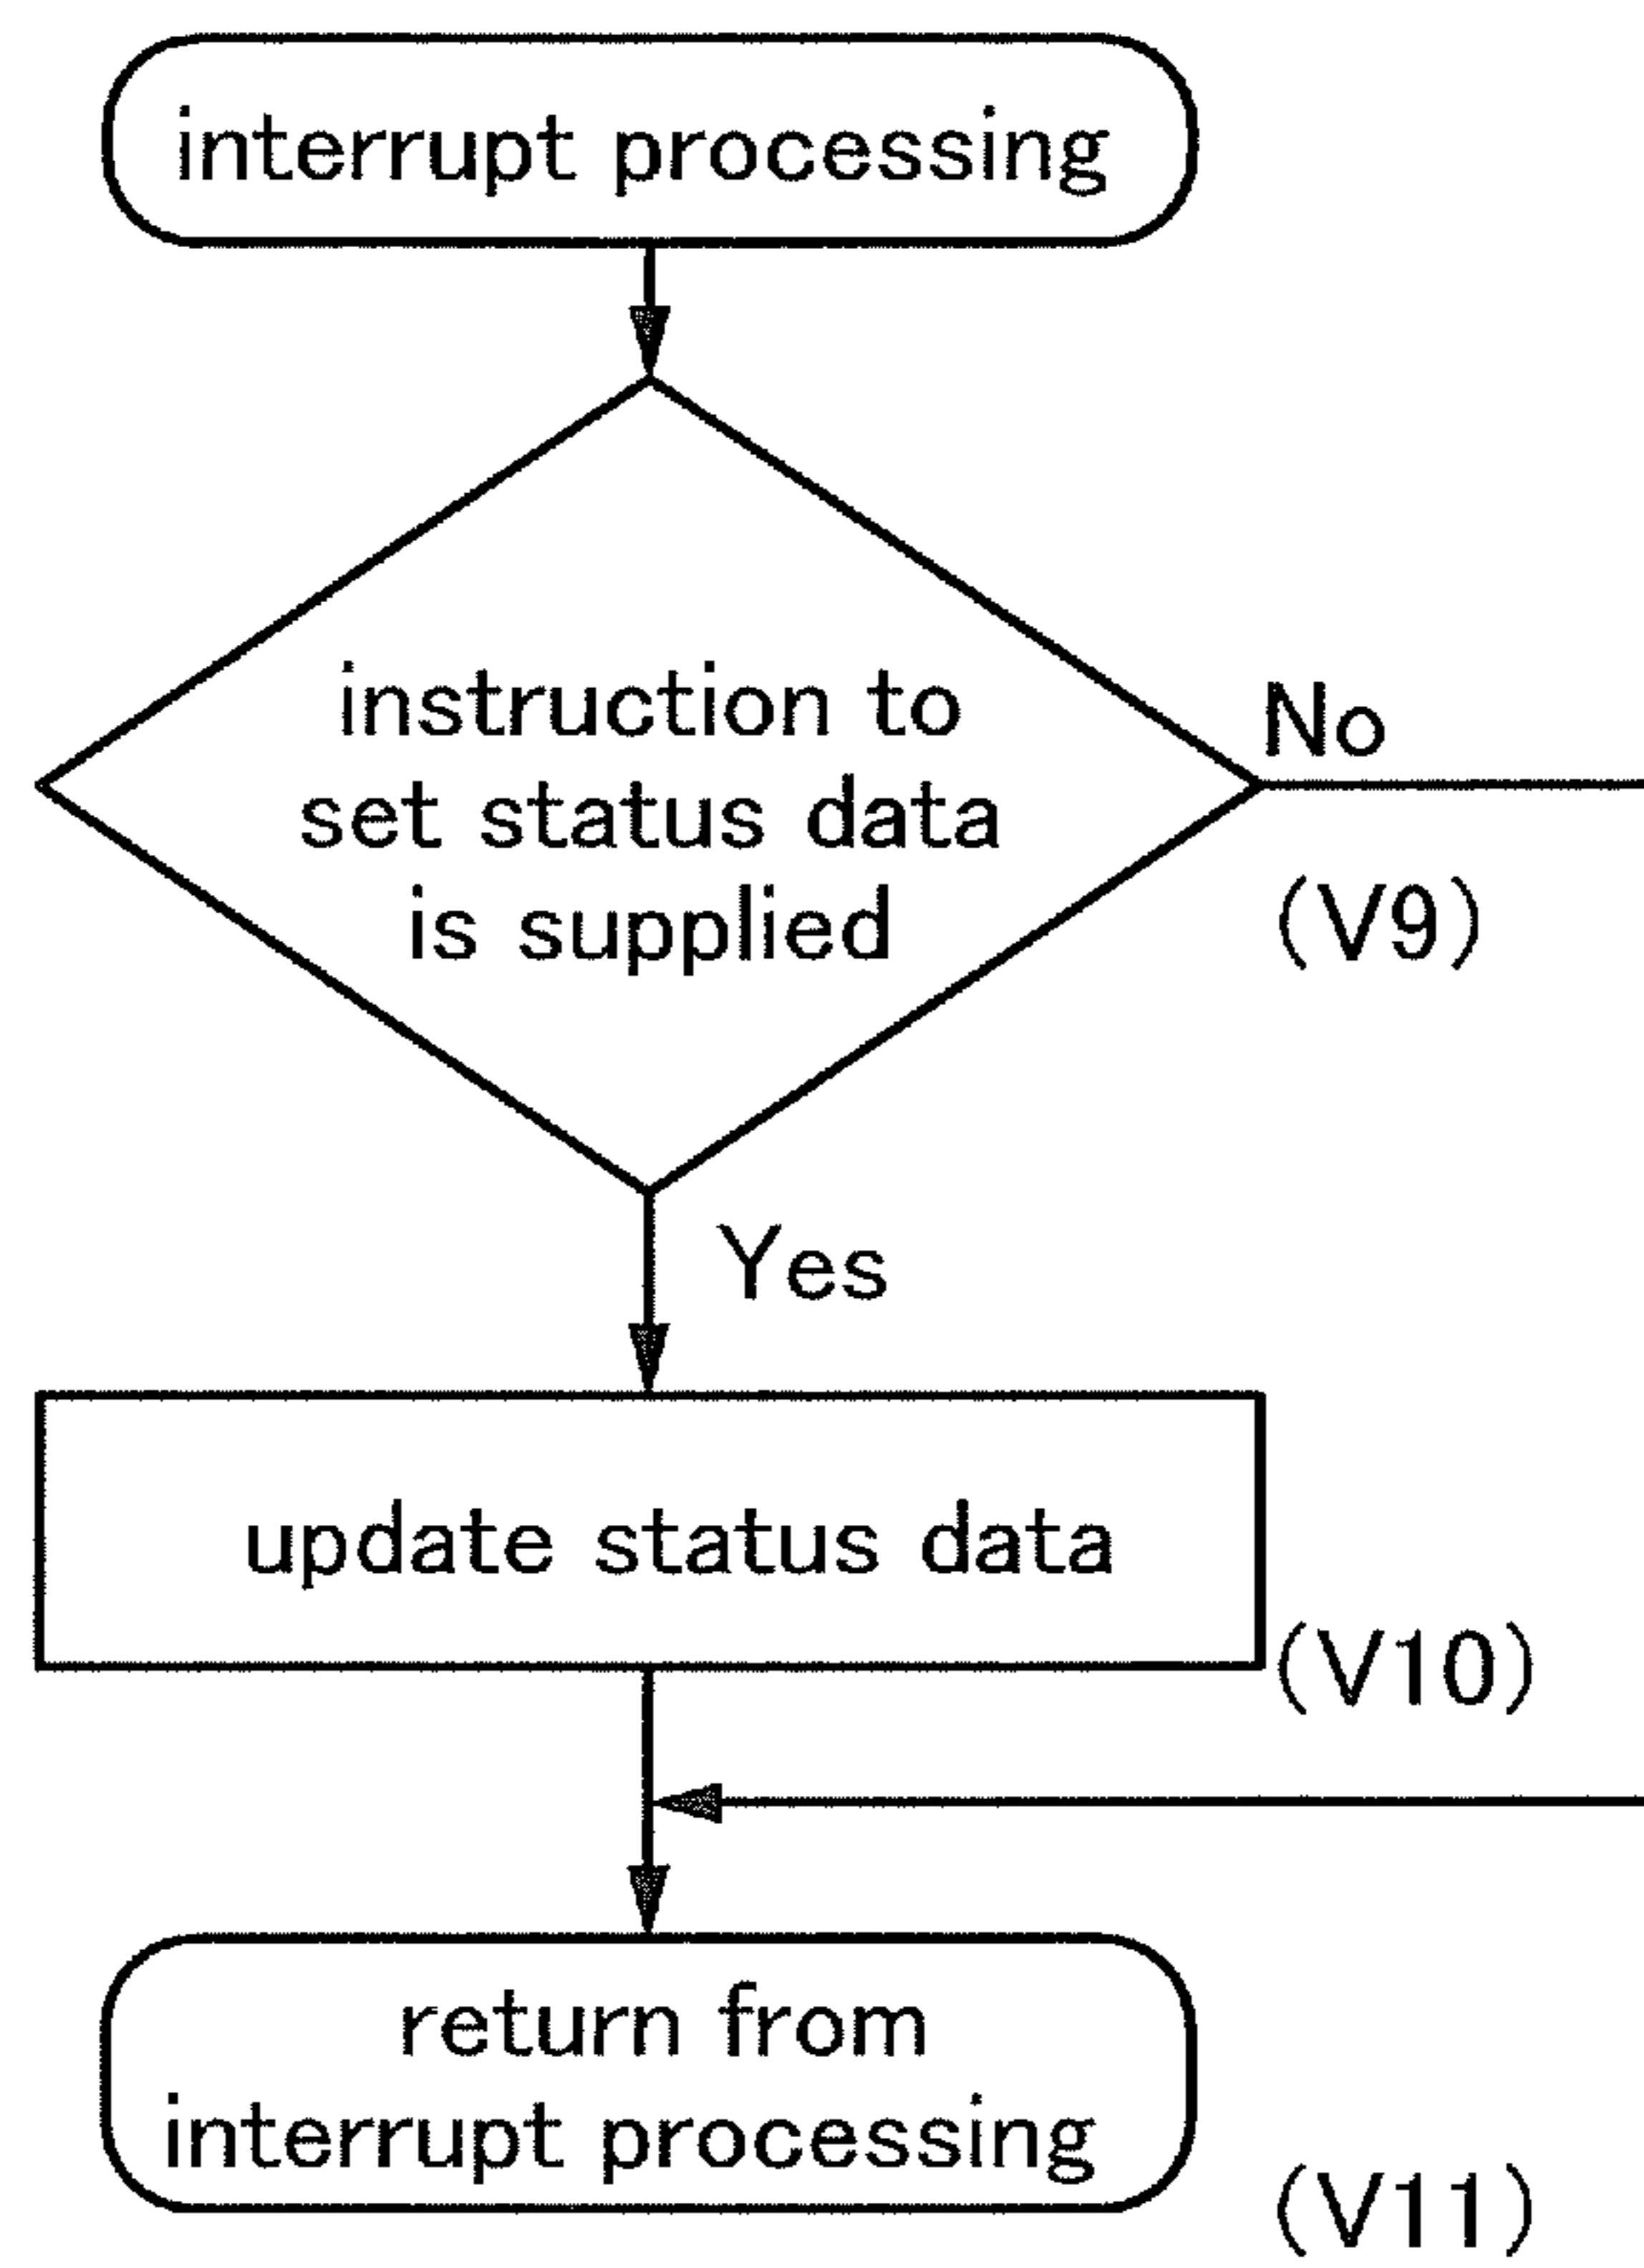 interrupt processing
instruction to
set status data
is supplied
No
(V9)
Yes
update status data
(V10)
return from
interrupt processing
(V11)